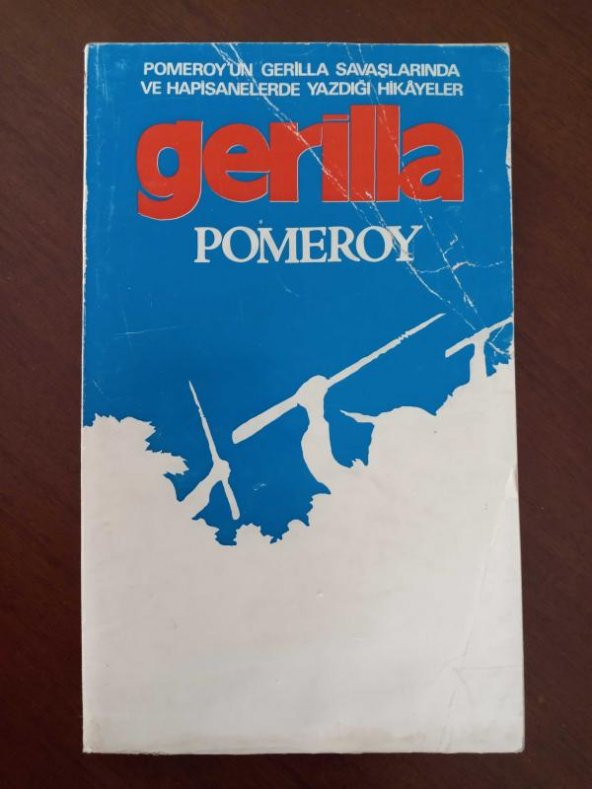 POMEROY'UN GERİLLA SAVAŞLARINDA
VE HAPİSANELERDE YAZDIĞI HİKÂYELER
gerilla
POMEROY